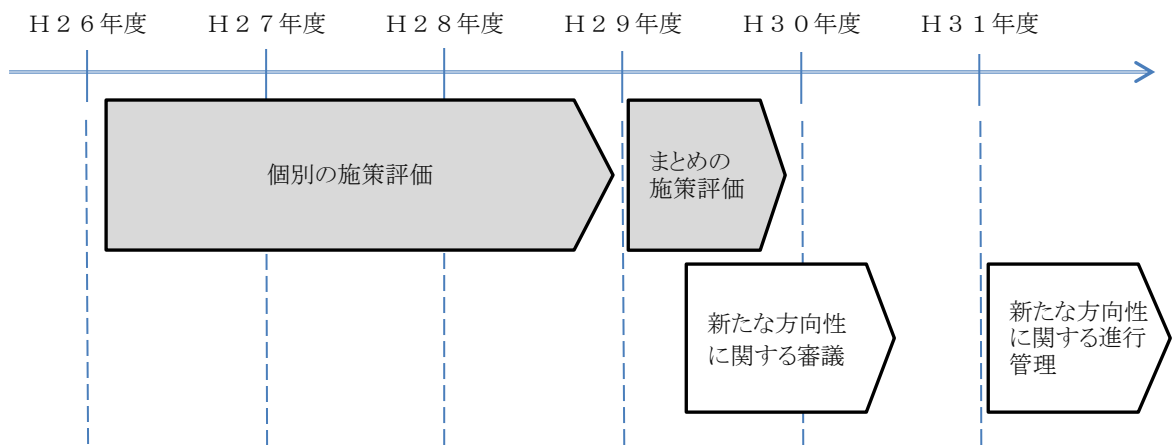 H26年度 H27年度 H28年度 H29年度 H30年度 H31年度
個別の施策評価
まとめの
施策評価
新たな方向性
に関する審議
新たな方向性
に関する進行
管理